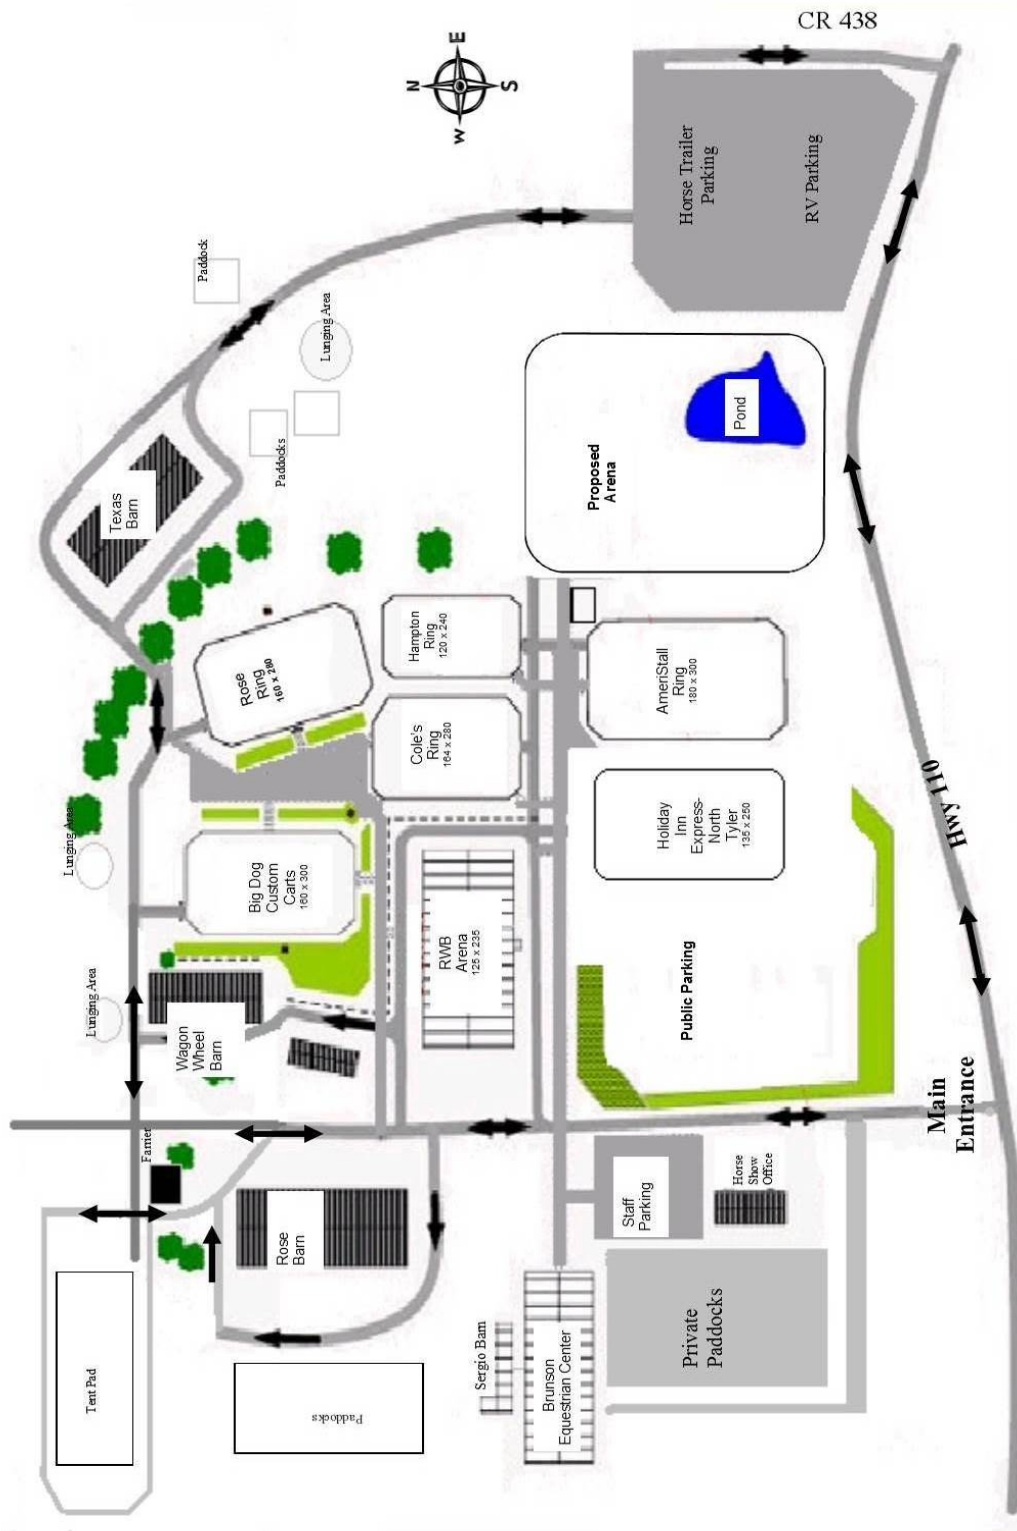 CR 438
E
N
S
W
Horse Trailer
Parking
RV Parking
Paddock
Lunging Area
Paddocks
Pond
Proposed
Arena
Texas
Barn
Rose
Ring
160 x 280
Hampton
Ring
120 x 240
AmeriStall
Ring
180 x 300
Cole's
Ring
164 x 280
Hwy 110
Lunging Area
Big Dog
Custom
Carts
160 x 300
Holiday
Inn
Express-
North
Tyler
135 x 250
RWB
Arena
125 x 235
Lunging Area
Wagon
Wheel
Barn
Public Parking
Main
Entrance
Farrier
Rose
Barn
Staff
Parking
Horse
Show
Office
Tent Pad
Paddocks
Sergio Barn
Brunson
Equestrian Center
Private
Paddocks